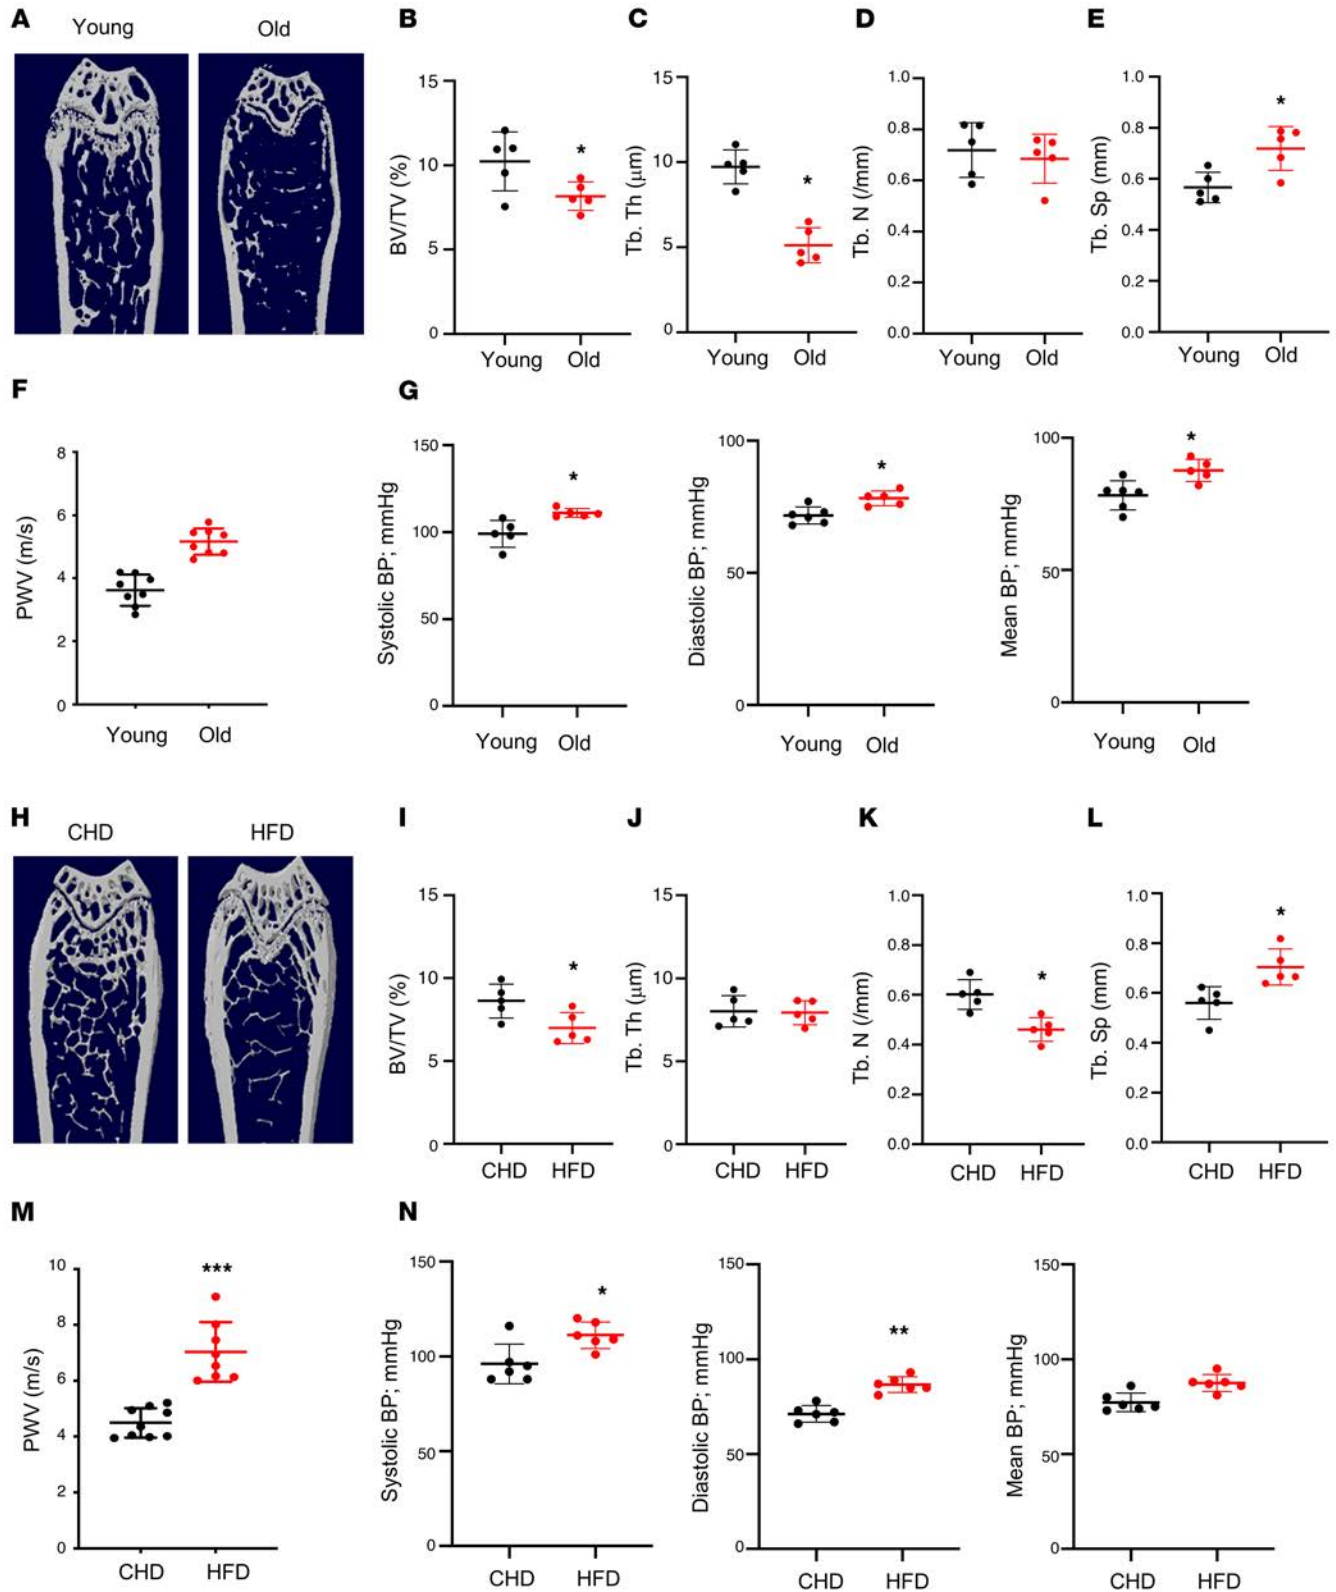 A
Young
Old
B
15
10
5
0
BV/TV (%)
*
Young
Old
C
15
10
5
0
Tb. Th (μm)
*
Young
Old
D
1.0
0.8
0.6
0.4
0.2
0.0
Tb. N (/mm)
Young
Old
E
1.0
0.8
0.6
0.4
0.2
0.0
Tb. Sp (mm)
*
Young
Old
F
8
6
4
2
0
PWV (m/s)
Young
Old
G
150
100
50
0
Systolic BP; mmHg
*
Young
Old
100
50
0
Diastolic BP; mmHg
*
Young
Old
100
50
0
Mean BP; mmHg
*
Young
Old
H
CHD
HFD
I
15
10
5
0
BV/TV (%)
*
CHD
HFD
J
15
10
5
0
Tb. Th (μm)
CHD
HFD
K
1.0
0.8
0.6
0.4
0.2
0.0
Tb. N (/mm)
*
CHD
HFD
L
1.0
0.8
0.6
0.4
0.2
0.0
Tb. Sp (mm)
*
CHD
HFD
M
10
8
6
4
2
0
PWV (m/s)
***
CHD
HFD
N
150
100
50
0
Systolic BP; mmHg
*
CHD
HFD
150
100
50
0
Diastolic BP; mmHg
**
CHD
HFD
150
100
50
0
Mean BP; mmHg
CHD
HFD